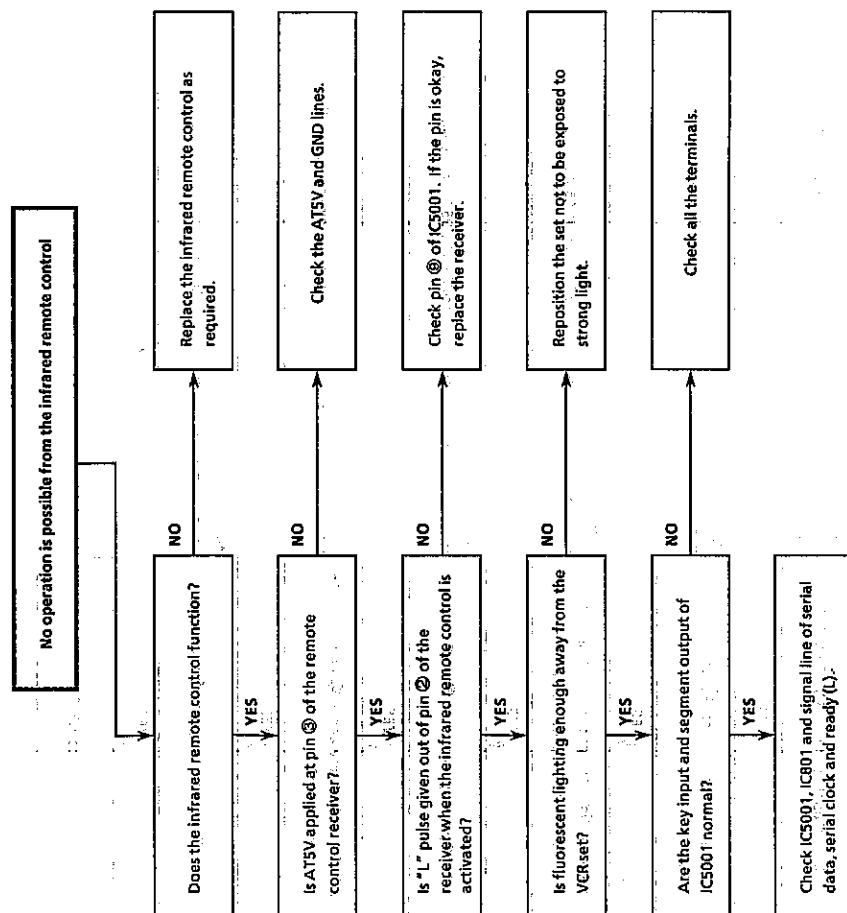 No operation is possible from the infrared remote control
Does the infrared remote control function?
NO
Replace the infrared remote control as
required.
YES
Is AT5V applied at pin ③ of the remote
control receiver?
NO
Check the AT5V and GND lines.
YES
Is "L" pulse given out of pin ② of the
receiver when the infrared remote control is
activated?
NO
Check pin of IC5001. If the pin is okay,
replace the receiver.
YES
Is fluorescent lighting enough away from the
VCR set?
NO
Reposition the set not to be exposed to
strong light.
YES
Are the key input and segment output of
IC5001 normal?
NO
Check all the terminals.
YES
Check IC5001, IC801 and signal line of serial
data, serial clock and ready (L).